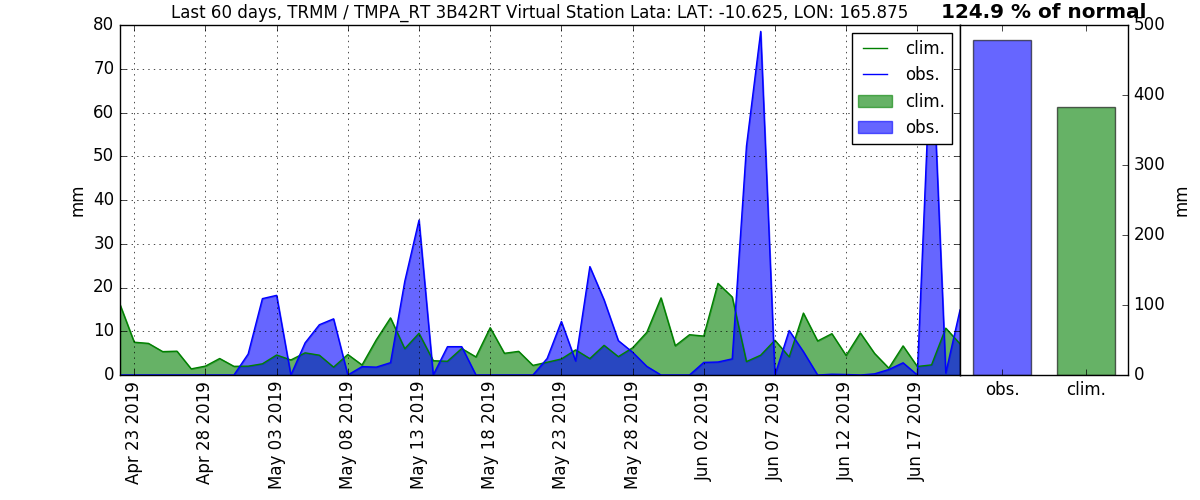 Last 60 days, TRMM / TMPA_RT 3B42RT Virtual Station Lata: LAT: -10.625, LON: 165.875
124.9 % of normal
80
70
60
50
40
30
20
10
0
mm
clim.
obs.
clim.
obs.
500
400
300
200
100
0
mm
obs.
clim.
Apr 23 2019
Apr 28 2019
May 03 2019
May 08 2019
May 13 2019
May 18 2019
May 23 2019
May 28 2019
Jun 02 2019
Jun 07 2019
Jun 12 2019
Jun 17 2019